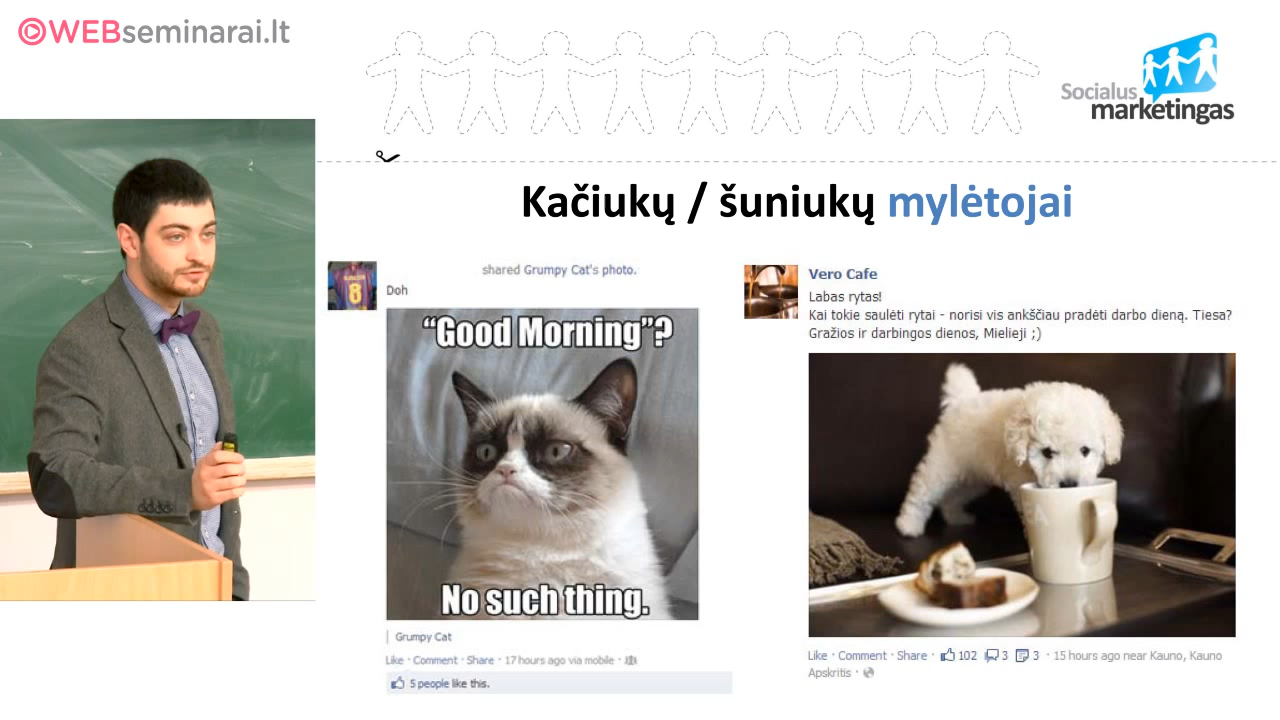 WEBseminarai.lt
Socialus
marketingas
Kačiukų / šuniukų mylėtojai
shared Grumpy Cat's photo.
8
Doh
“Good Morning”?
No such thing.
Grumpy Cat
Like · Comment · Share · 17 hours ago via mobile ·
5 people like this.
Vero Cafe
Labas rytas!
Kai tokie saulėti rytai - norisi vis anksčiau pradėti darbo dieną. Tiesa?
Gražios ir darbingos dienos, Mielieji ;)
Like · Comment · Share · 102 3 3 · 15 hours ago near Kauno, Kauno
Apskritis ·